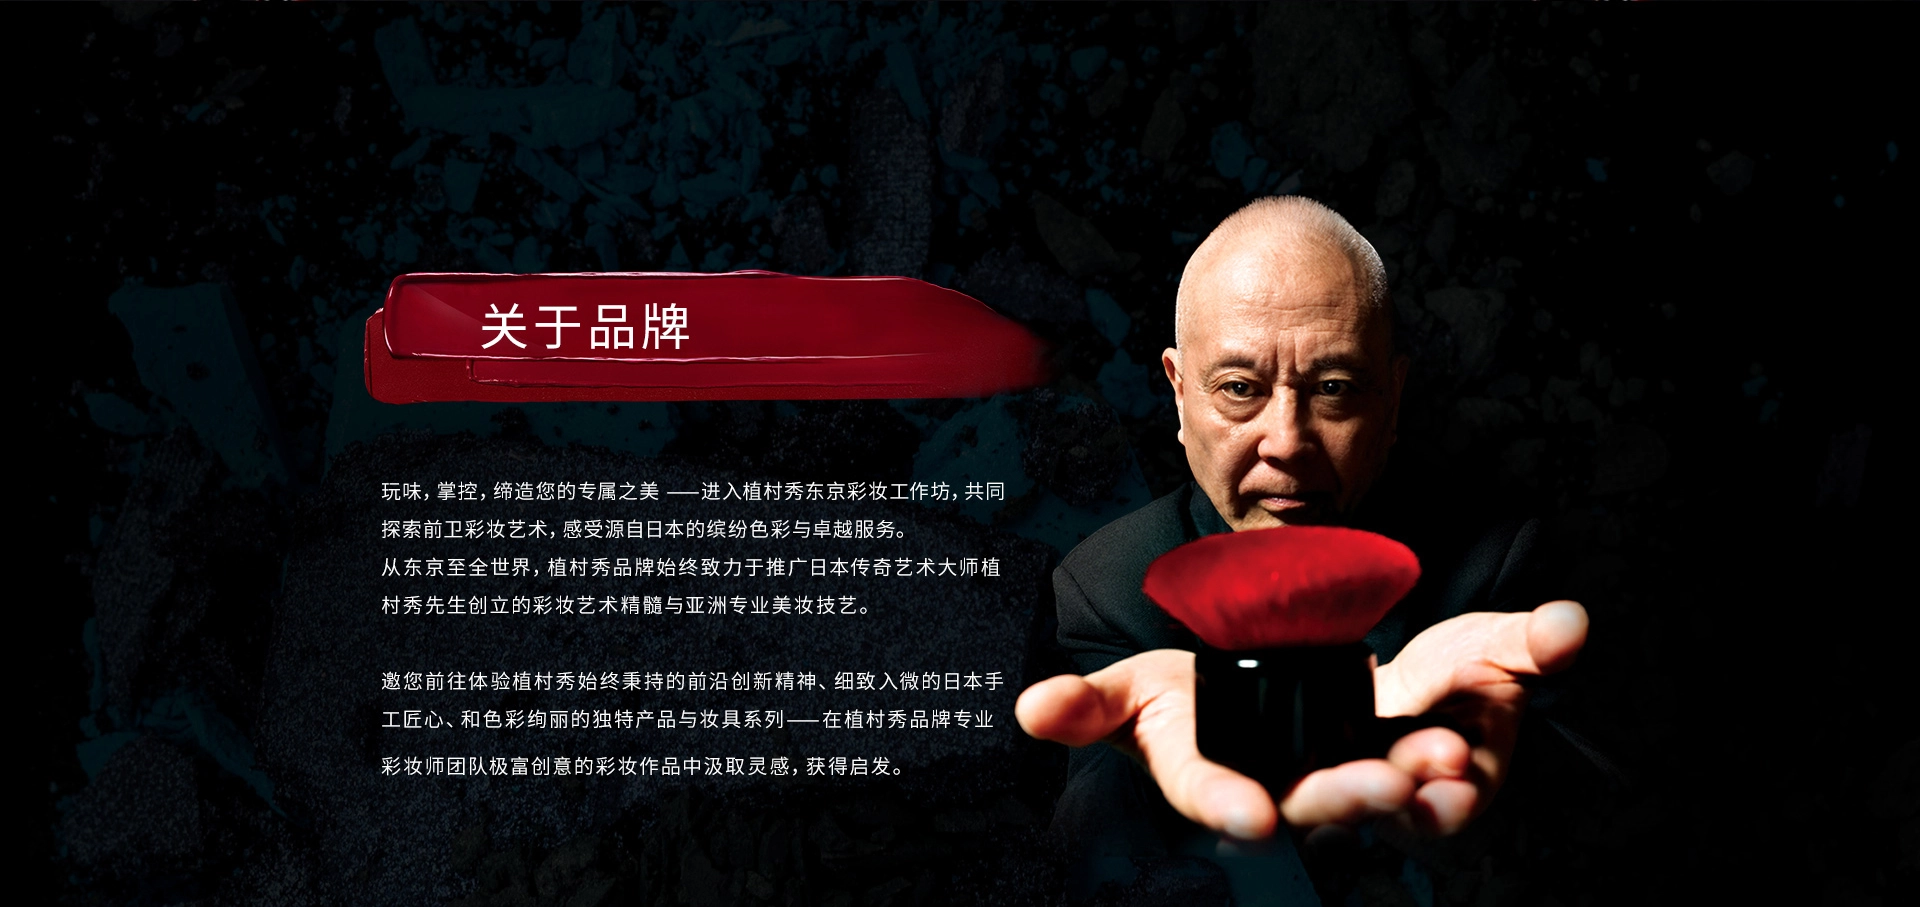 关于品牌
玩味，掌控，缔造您的专属之美 ——进入植村秀东京彩妆工作坊，共同
探索前卫彩妆艺术，感受源自日本的缤纷色彩与卓越服务。
从东京至全世界，植村秀品牌始终致力于推广日本传奇艺术大师植
村秀先生创立的彩妆艺术精髓与亚洲专业美妆技艺。
邀您前往体验植村秀始终秉持的前沿创新精神、细致入微的日本手
工匠心、和色彩绚丽的独特产品与妆具系列——在植村秀品牌专业
彩妆师团队极富创意的彩妆作品中汲取灵感，获得启发。